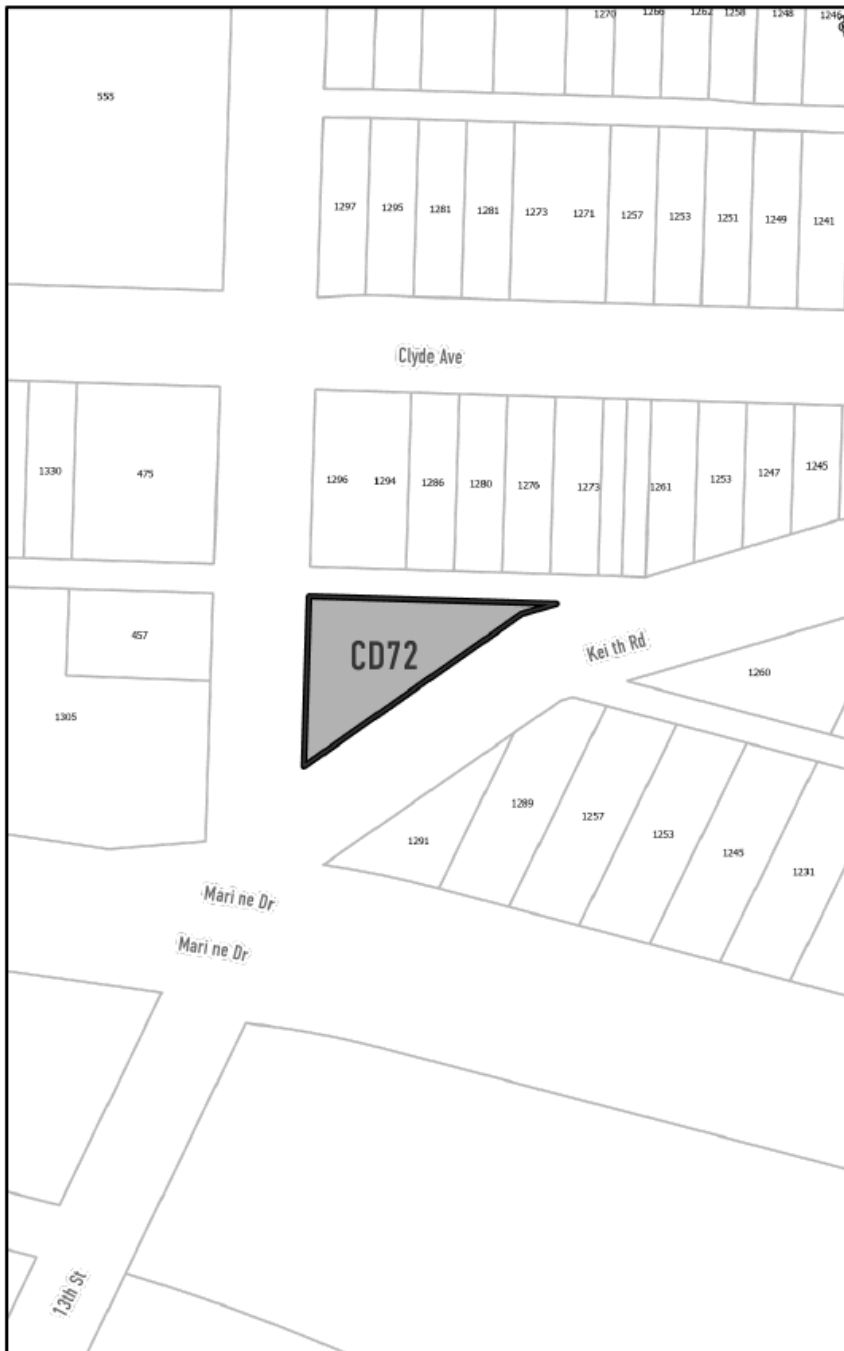 1270 1266 1262 1258 1248 1246
555
1297 1295 1281 1281 1273 1271 1257 1253 1251 1249 1241
Clyde Ave
1330 475 1296 1294 1286 1280 1276 1273 1261 1253 1247 1245
457
CD72
Kei th Rd
1260
1305
1289
1257
1291
1253
1245
1231
Mari ne Dr
Mari ne Dr
13th St